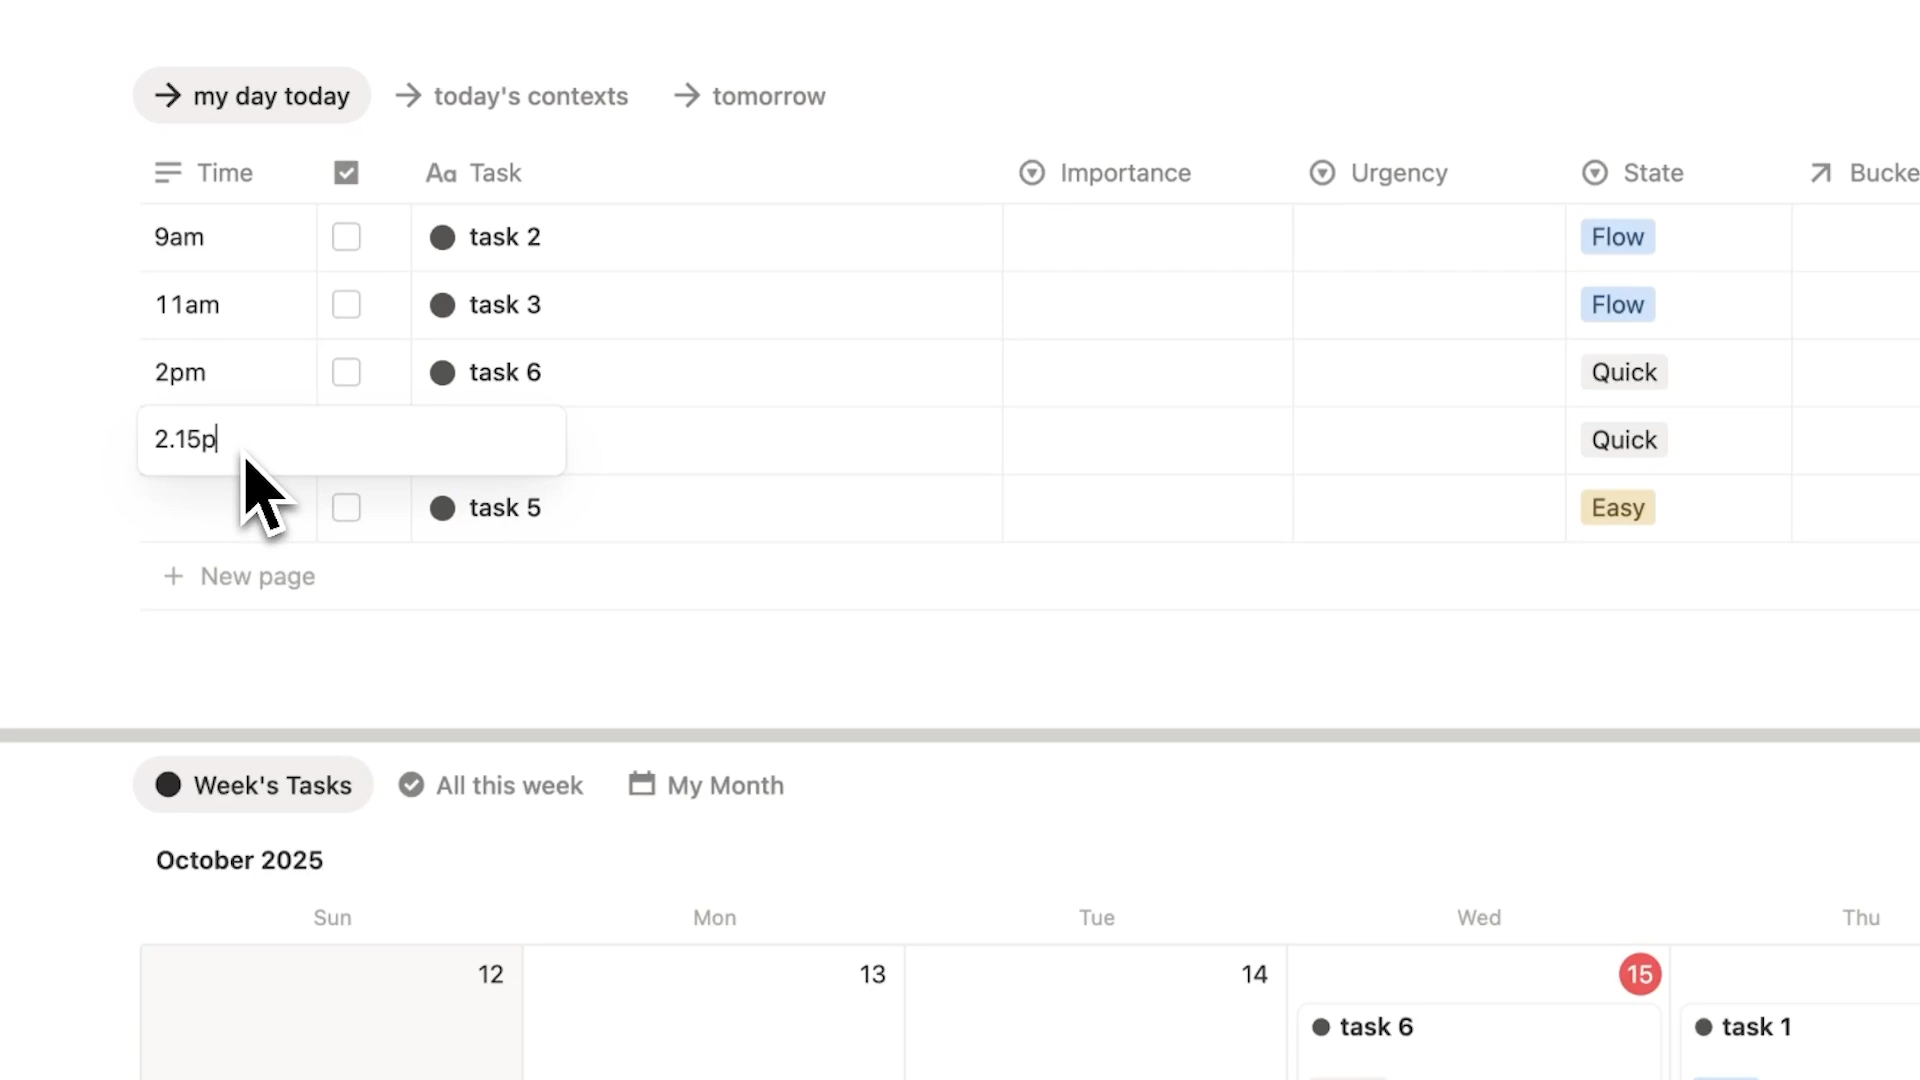 my day today today's contexts tomorrow
Time Aa Task Importance Urgency State Bucke
9am task 2 Flow
11am task 3 Flow
2pm task 6 Quick
2.15p Quick
task 5 Easy
+ New page
Week's Tasks All this week My Month
October 2025
Sun Mon Tue Wed Thu
12 13 14 15
task 6 task 1